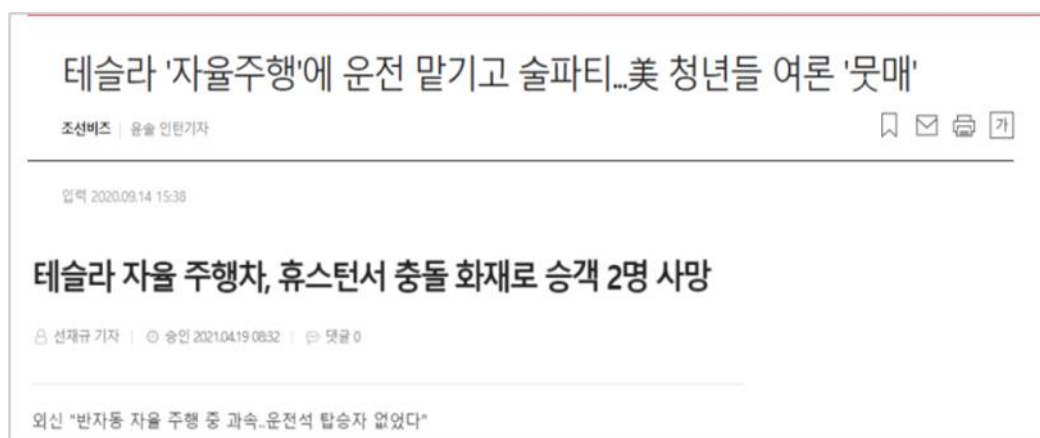 테슬라 '자율주행'에 운전 맡기고 술파티...美 청년들 여론 '뭇매'
조선비즈 | 윤솔 인턴기자
가
입력 2020.09.14 15:38
테슬라 자율 주행차, 휴스턴서 충돌 화재로 승객 2명 사망
선재규 기자 | 승인 2021.04.19 08:32 | 댓글 0
외신 "반자동 자율 주행 중 과속..운전석 탑승자 없었다"